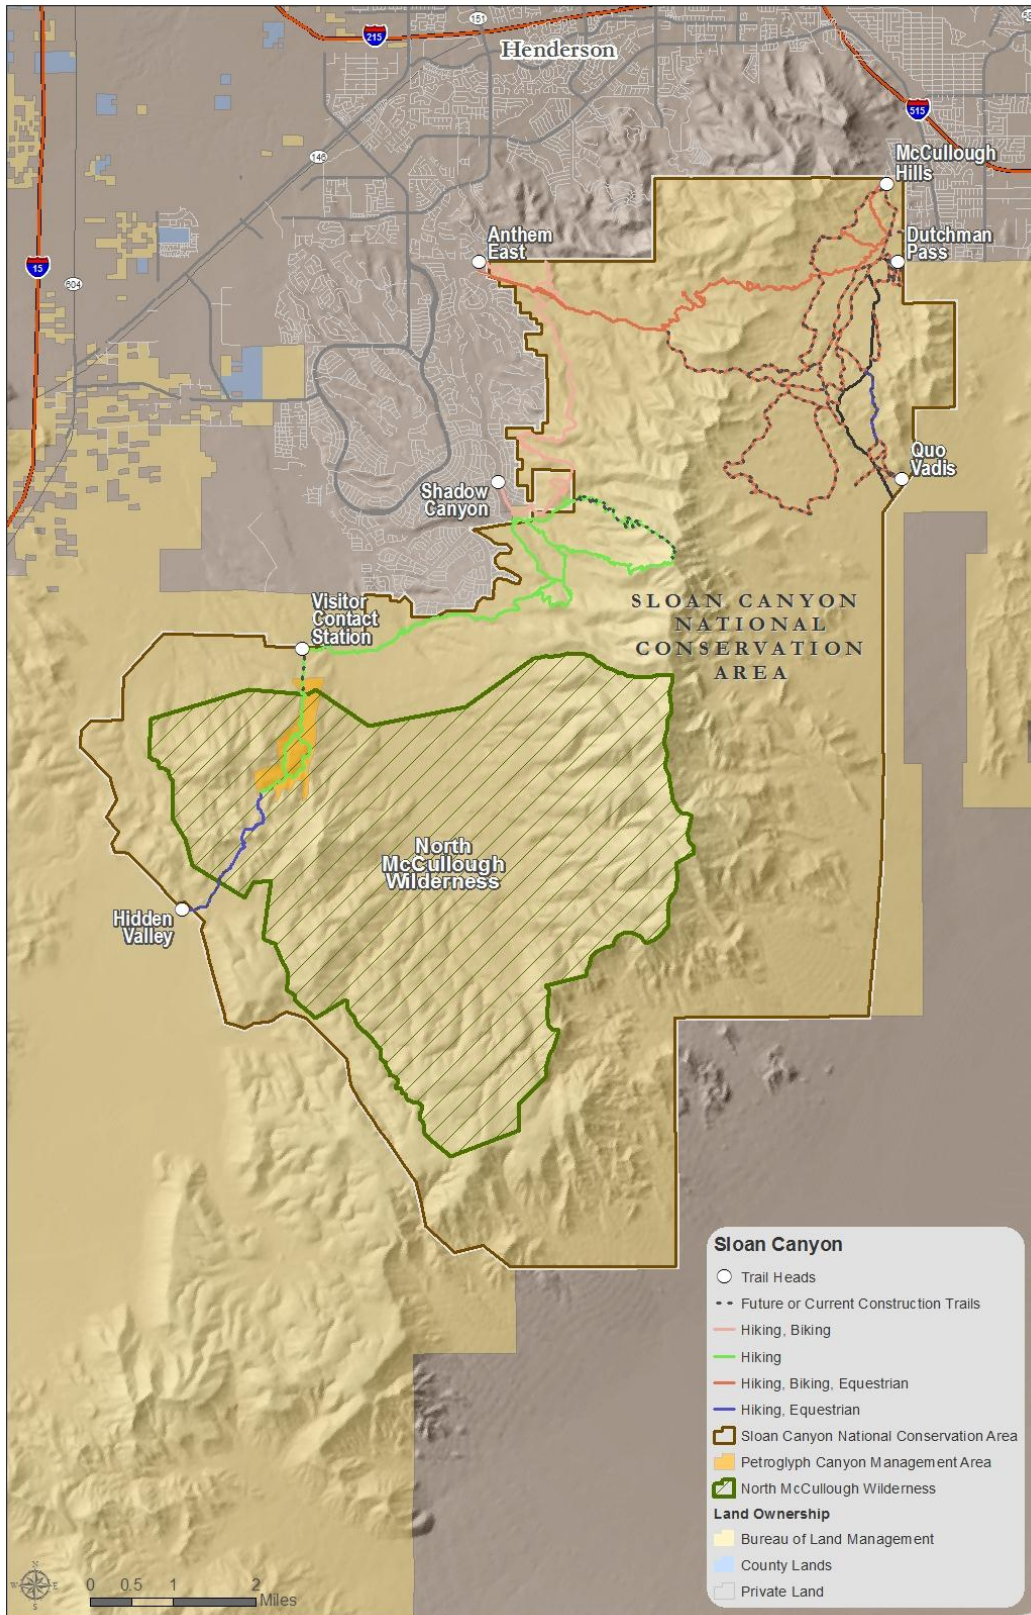 151
215
Henderson
515
McCullough
Hills
146
Anthem
East
Dutchman
Pass
15
604
Quo
Vadis
Shadow
Canyon
SLOAN CANYON
NATIONAL
CONSERVATION
AREA
Visitor
Contact
Station
North
McCullough
Wilderness
Hidden
Valley
Sloan Canyon
Trail Heads
Future or Current Construction Trails
Hiking, Biking
Hiking
Hiking, Biking, Equestrian
Hiking, Equestrian
Sloan Canyon National Conservation Area
Petroglyph Canyon Management Area
North McCullough Wilderness
Land Ownership
Bureau of Land Management
County Lands
Private Land
N
W E
S
0 0.5 1 2
Miles